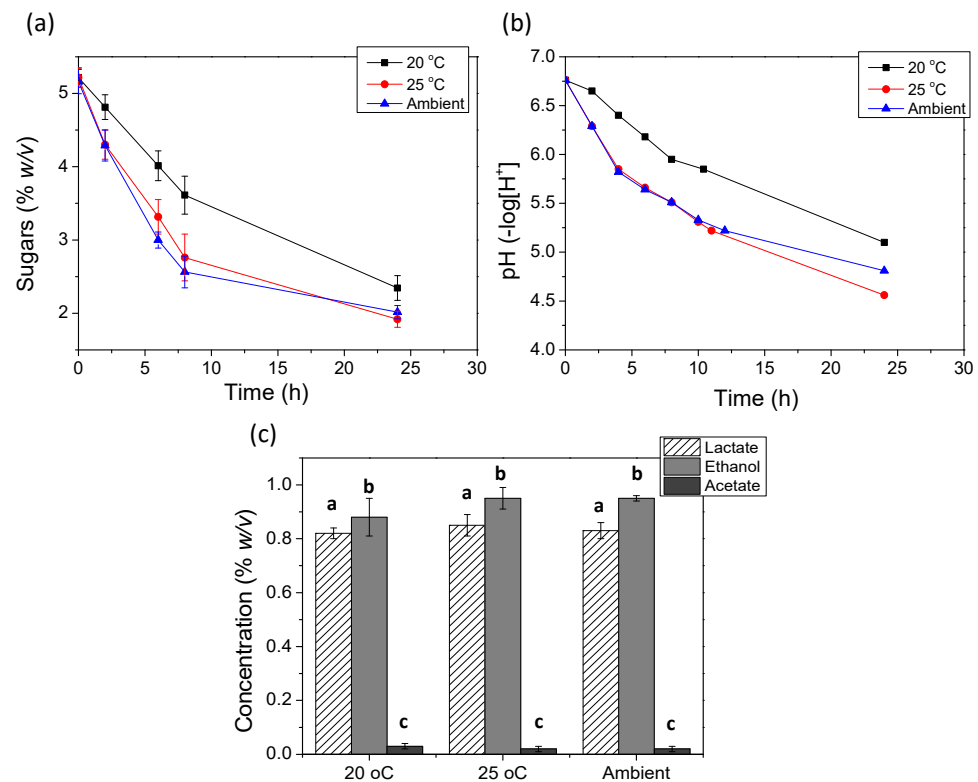 (a)
20 °C
25 °C
Ambient
Sugars (% w/v)
5
4
3
2
0 5 10 15 20 25 30
Time (h)
(b)
20 °C
25 °C
Ambient
pH (-log[H⁺]
7.0
6.5
6.0
5.5
5.0
4.5
4.0
0 5 10 15 20 25 30
Time (h)
(c)
Lactate
Ethanol
Acetate
Concentration (% w/v)
1.0
0.8
0.6
0.4
0.2
0.0
a b c
a b c
a b c
20 oC 25 oC Ambient